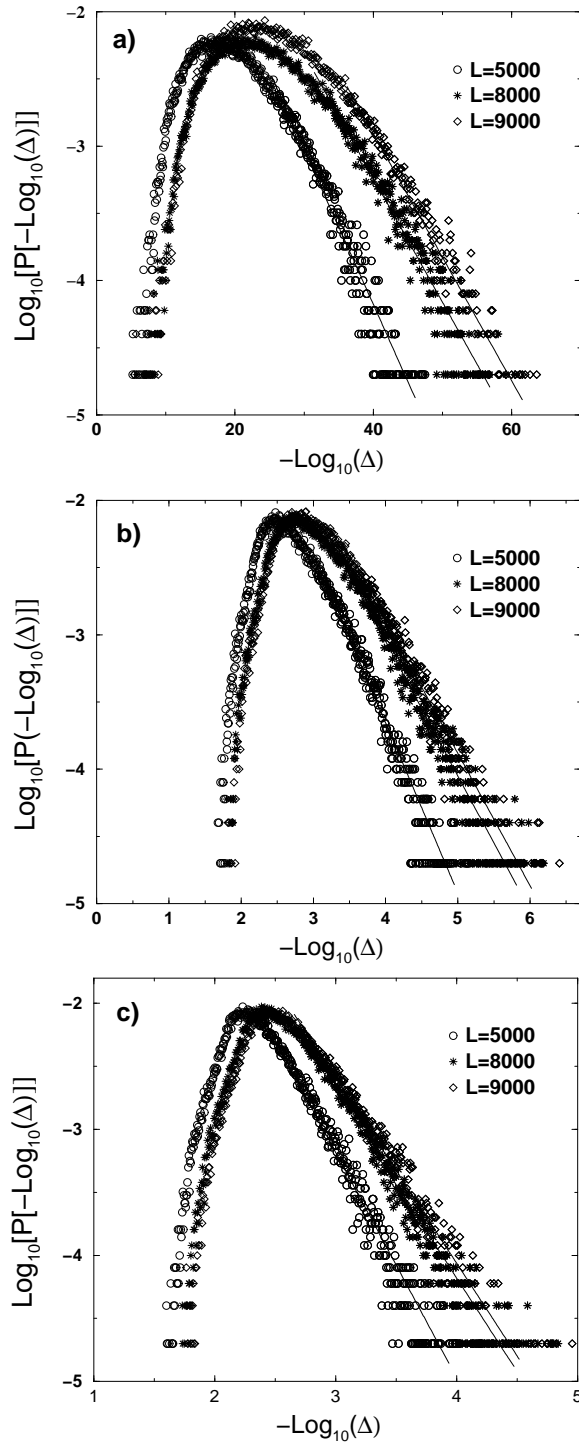 −2
a)
L=5000
L=8000
L=9000
−3
−4
−5
Log₁₀[P[−Log₁₀(Δ)]]
0 20 40 60
−Log₁₀(Δ)
−2
b)
L=5000
L=8000
L=9000
−3
−4
−5
Log₁₀[P(−Log₁₀(Δ)]]
0 1 2 3 4 5 6
−Log₁₀(Δ)
−2
c)
L=5000
L=8000
L=9000
−3
−4
−5
Log₁₀[P[−Log₁₀(Δ)]]
1 2 3 4 5
−Log₁₀(Δ)